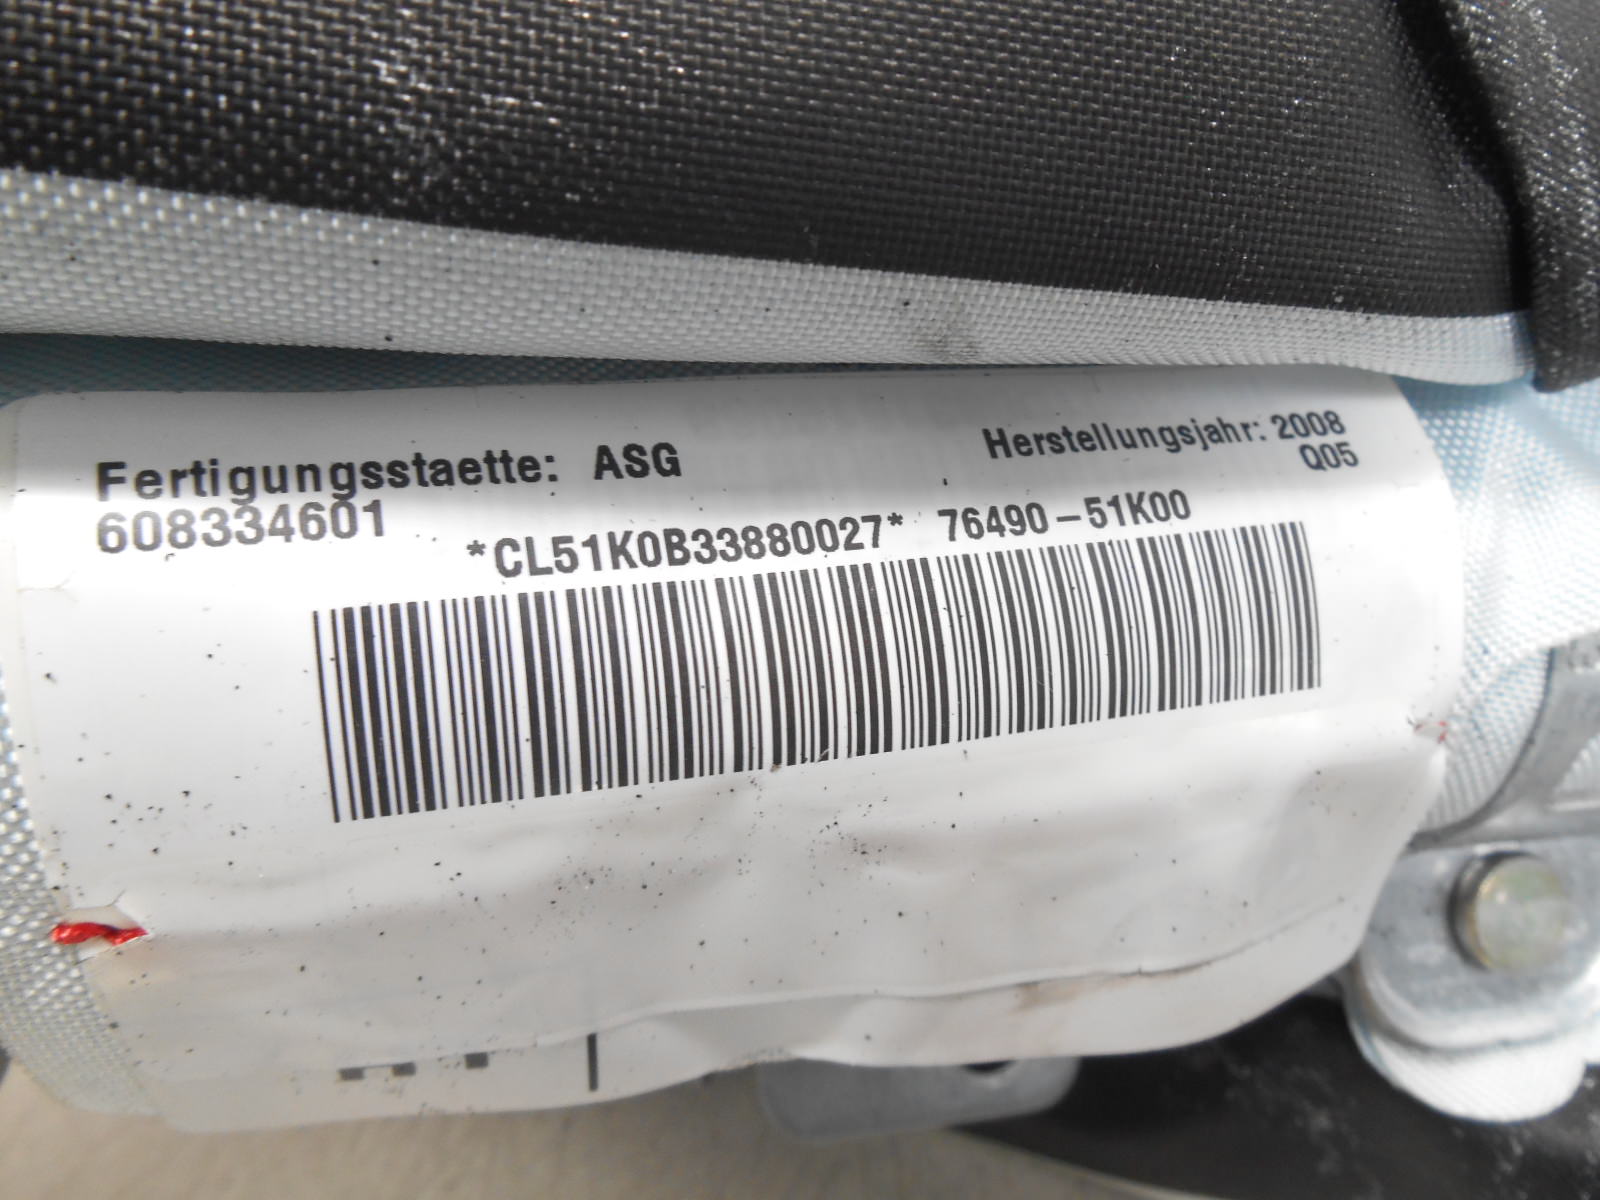 Fertigungsstaette: ASG
Herstellungsjahr: 2008
608334601
Q05
*CL51K0B33880027* 76490-51K00